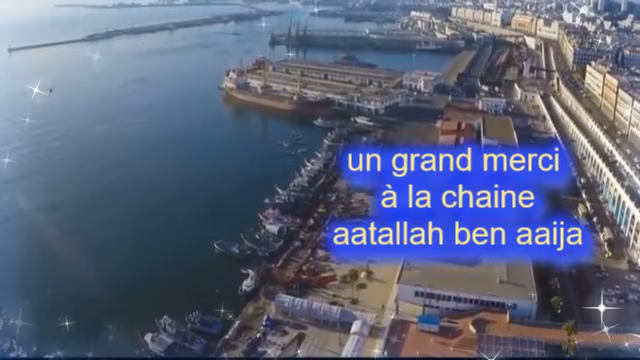 un grand merci
à la chaine
aatallah ben aaija